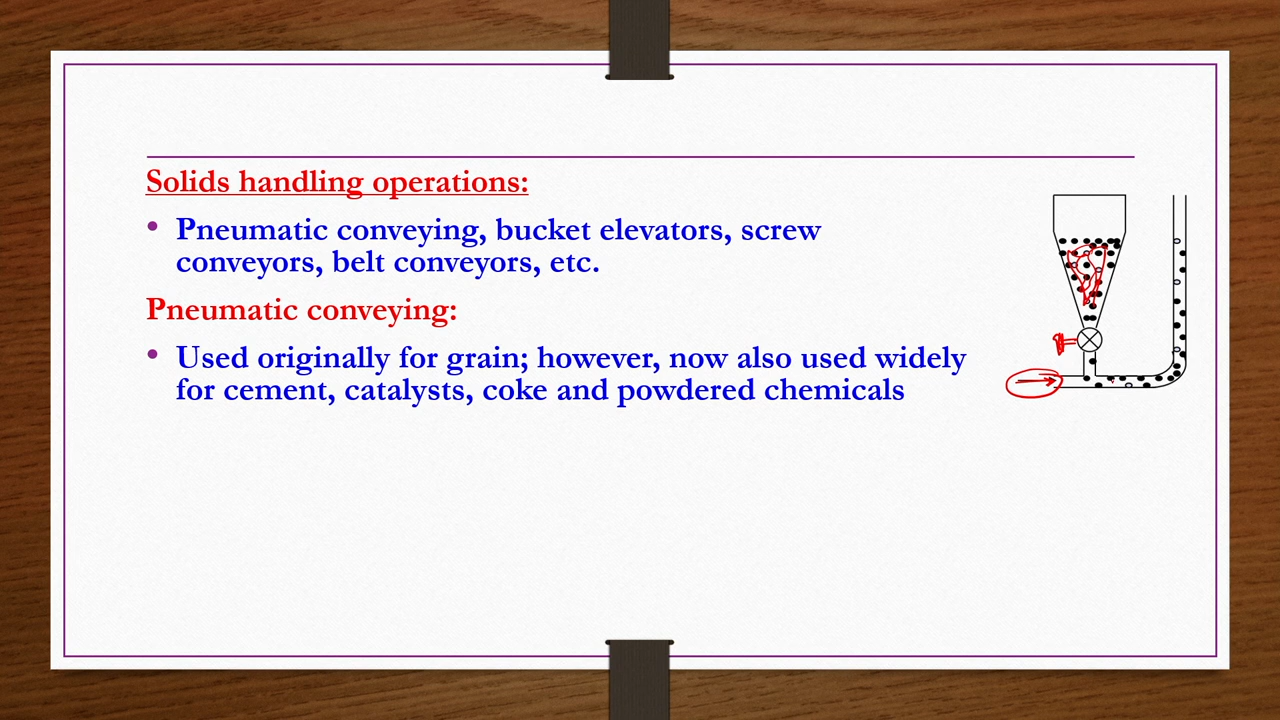 Solids handling operations:
• Pneumatic conveying, bucket elevators, screw
conveyors, belt conveyors, etc.
Pneumatic conveying:
• Used originally for grain; however, now also used widely
for cement, catalysts, coke and powdered chemicals